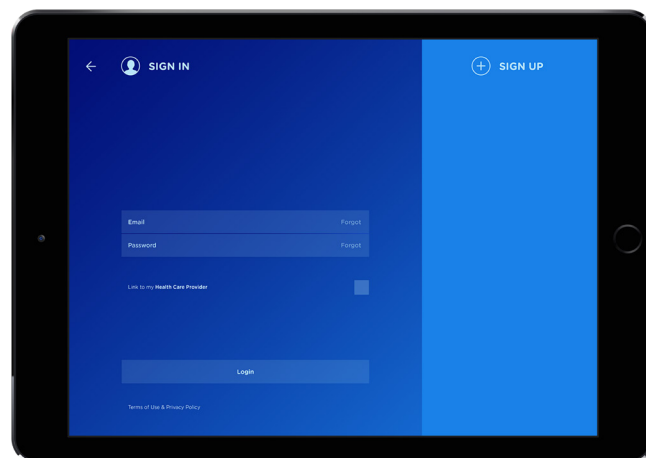 SIGN IN
SIGN UP
Email Forgot
Password Forgot
Link to my Health Care Provider
Login
Terms of Use & Privacy Policy